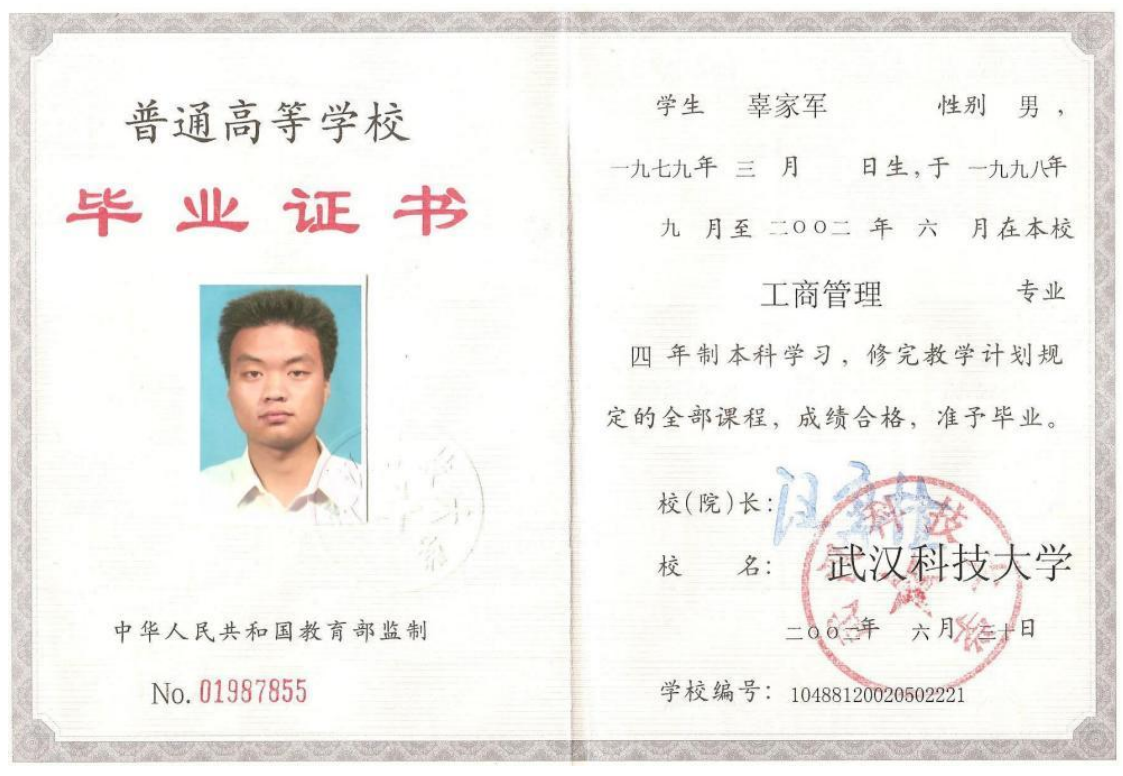 普通高等学校
毕业证书
中华人民共和国教育部监制
No. 01987855
学生 辜家军 性别 男，
一九七九年 三 月 日生，于 一九九八年
九 月至 二〇〇二 年 六 月在本校
工商管理 专业
四 年制本科学习，修完教学计划规
定的全部课程，成绩合格，准予毕业。
校(院)长：
校 名： 武汉科技大学
二〇〇二年 六月 三十日
学校编号： 10488120020502221